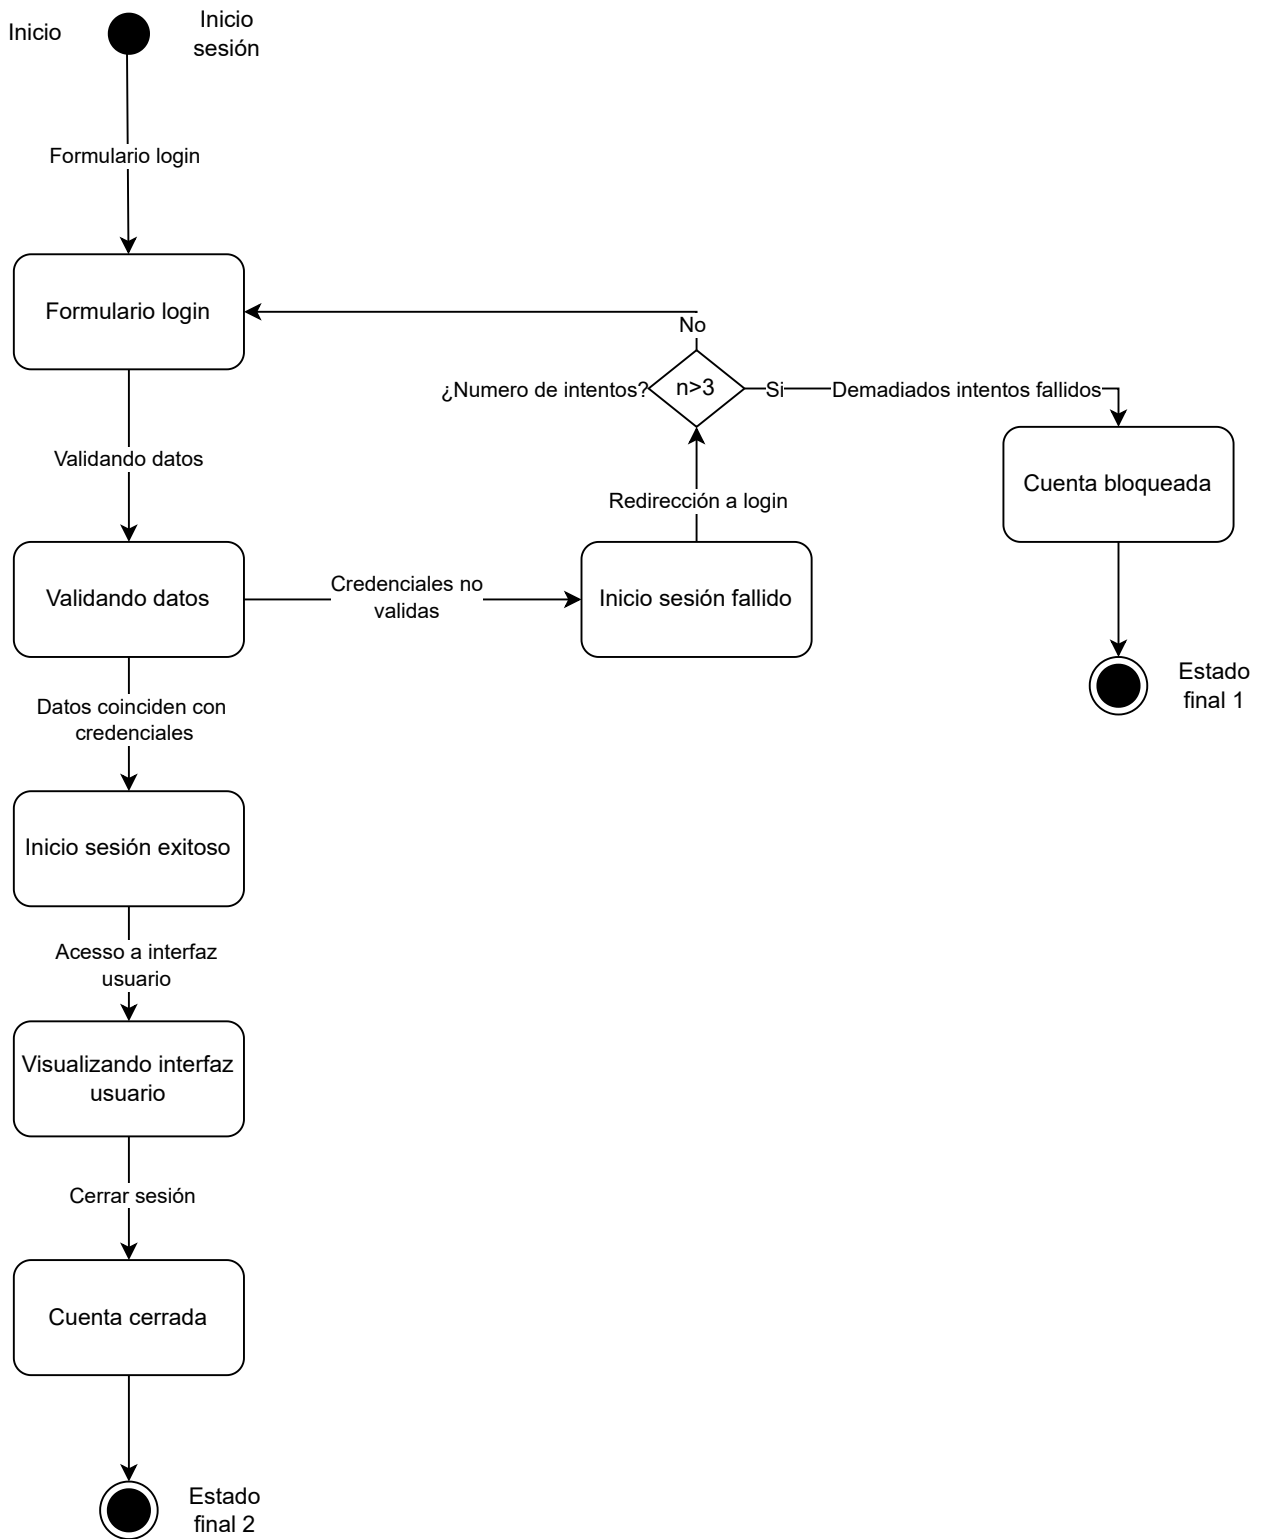 Inicio
Inicio
sesión
Formulario login
Formulario login
No
¿Numero de intentos?
n>3
Si
Demadiados intentos fallidos
Validando datos
Cuenta bloqueada
Redirección a login
Validando datos
Credenciales no
validas
Inicio sesión fallido
Estado
final 1
Datos coinciden con
credenciales
Inicio sesión exitoso
Acesso a interfaz
usuario
Visualizando interfaz
usuario
Cerrar sesión
Cuenta cerrada
Estado
final 2